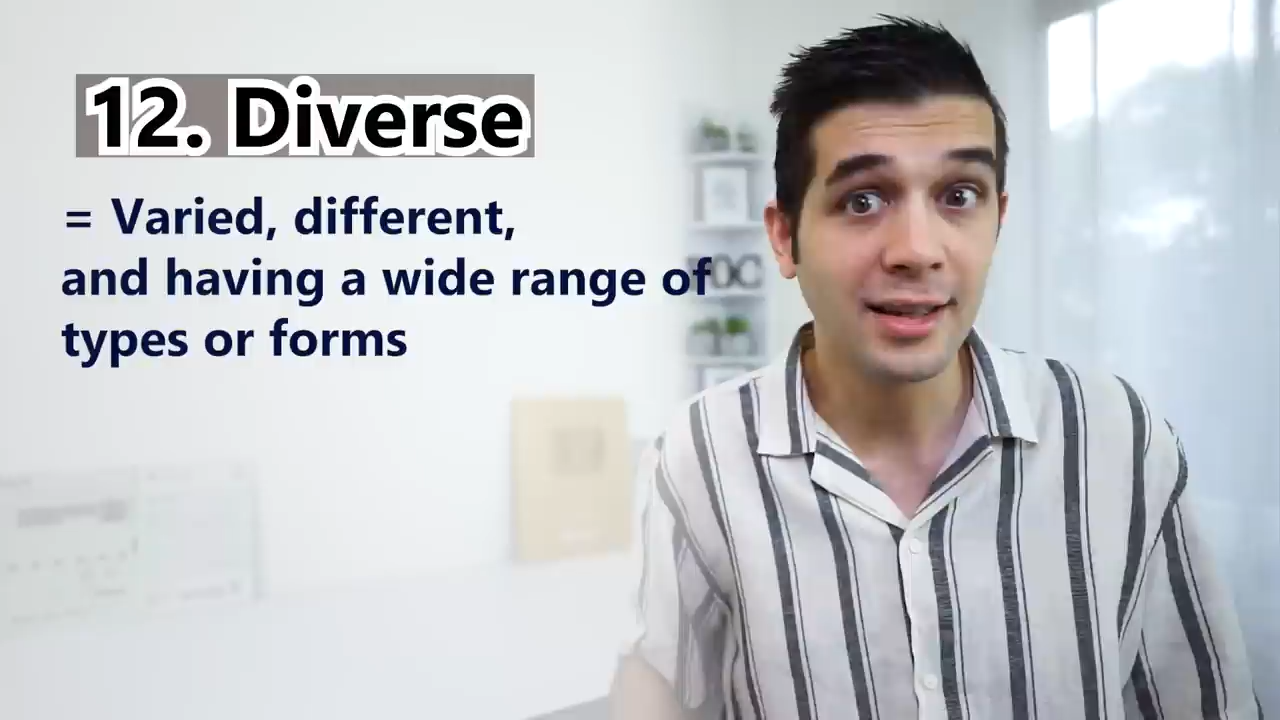 12. Diverse
= Varied, different,
and having a wide range of
types or forms